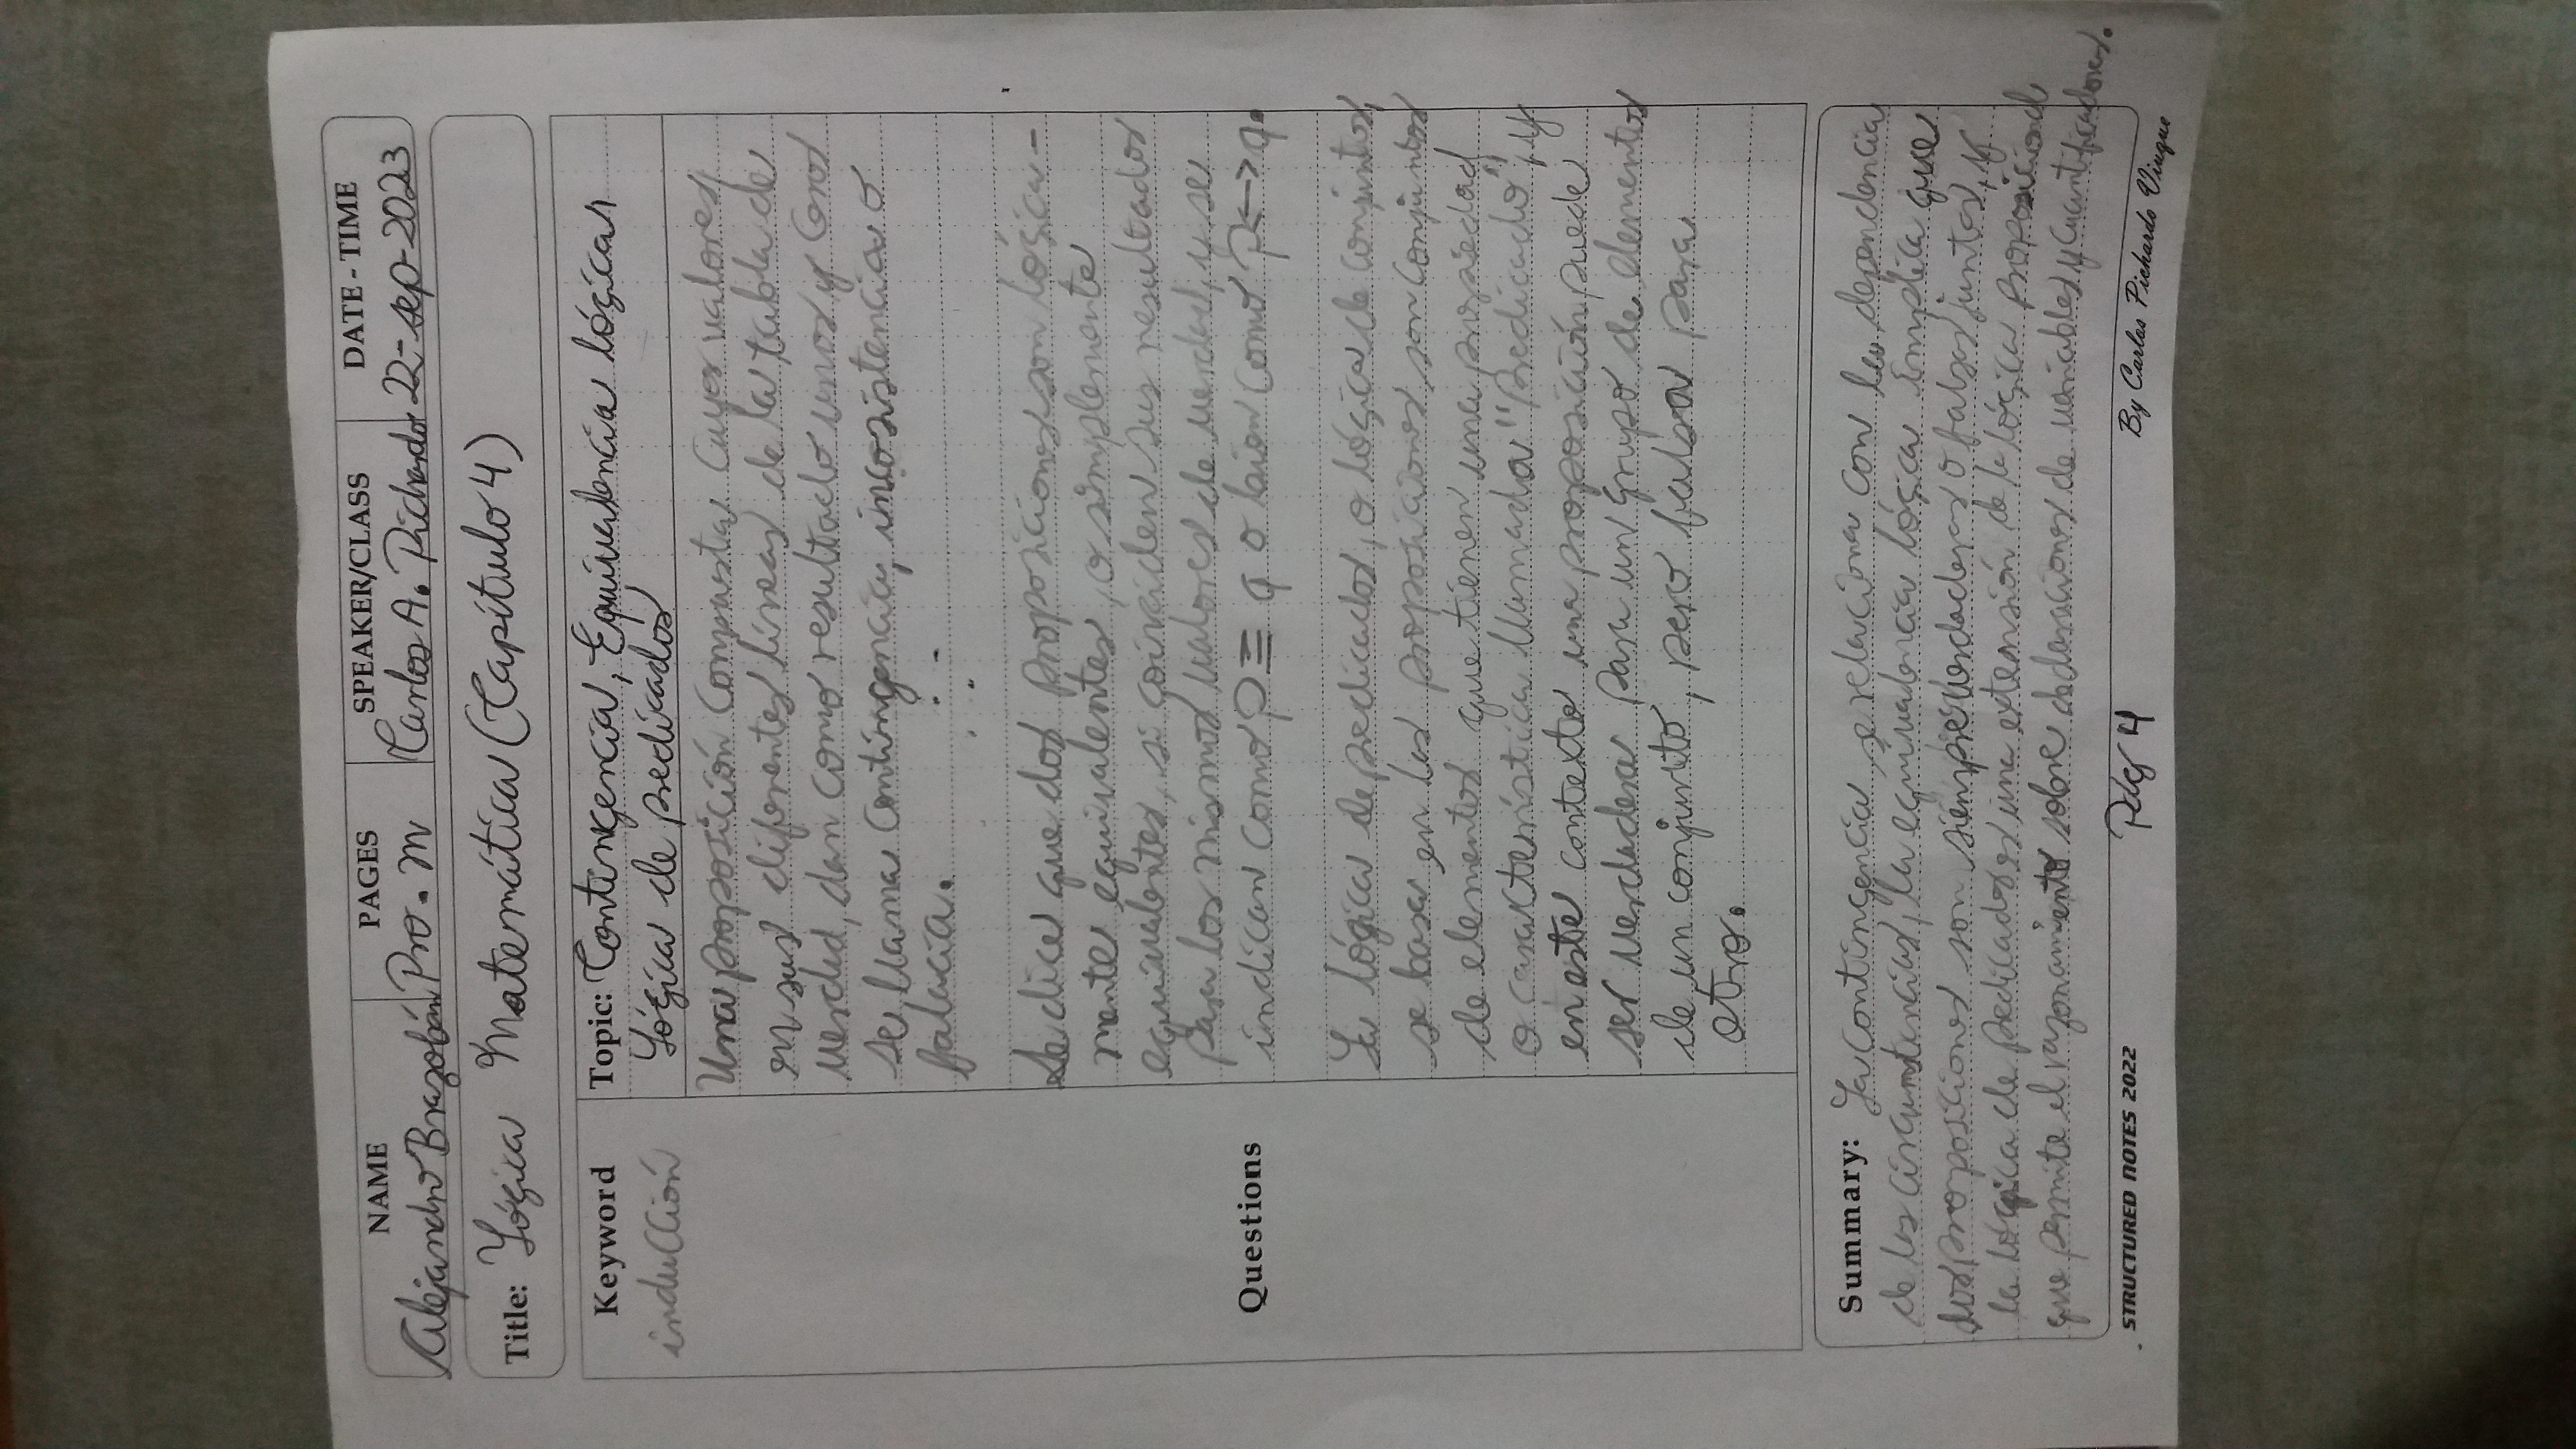 NAME
PAGES
SPEAKER/CLASS
DATE - TIME
Alejandro Brazobán
Pro. M
Carlos A. Pichardo
22-sep-2023
Title: Lógica Matemática (Capítulo 4)
Keyword
inducción
Topic: Contingencia, Equivalencia lógica,
Lógica de predicados
Una proposición compuesta cuyos valores,
en sus diferentes líneas de la tabla de
verdad, dan como resultado unos y ceros
se llama contingencia, incosistencia o
falacia.
Se dice que dos proposiciones son lógica-
mente equivalentes, o simplemente
equivalentes, si coinciden sus resultados
para los mismos valores de verdad, y se
indican como p ≡ q o bien como p ↔ q.
Questions
La lógica de predicados, o lógica de conjuntos,
se basa en las proposiciones son conjuntos
de elementos que tienen una propiedad
o característica llamada "Predicado", y
en este contexto una proposición puede
ser verdadera para un grupo de elementos
de un conjunto, pero falsa para
otro.
Summary: La contingencia se relaciona con la dependencia
de las circunstancias, la equivalencia lógica implica que
dos proposiciones son siempre verdaderas o falsas juntas, y
la lógica de predicados es una extensión de la lógica proposicional
que permite el razonamiento sobre declaraciones de variables y cuantificadores.
STRUCTURED NOTES 2022
Pág 4
By Carlos Pichardo Viuque